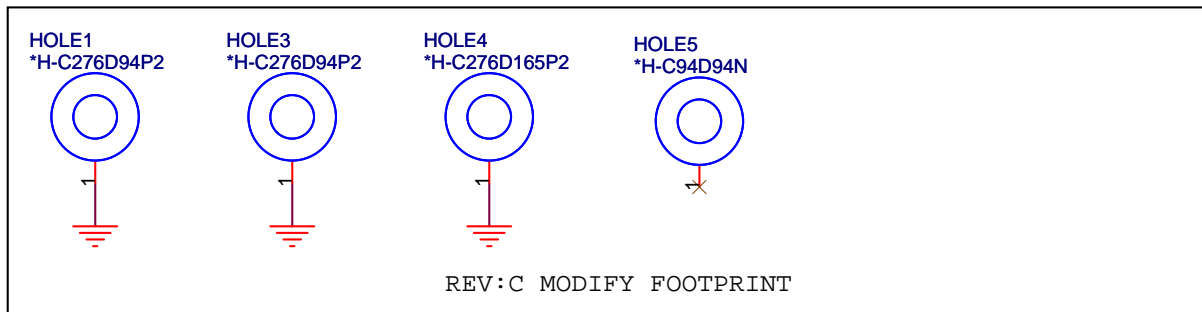 HOLE1
*H-C276D94P2
HOLE3
*H-C276D94P2
HOLE4
*H-C276D165P2
HOLE5
*H-C94D94N
1
1
1
1
REV:C MODIFY FOOTPRINT